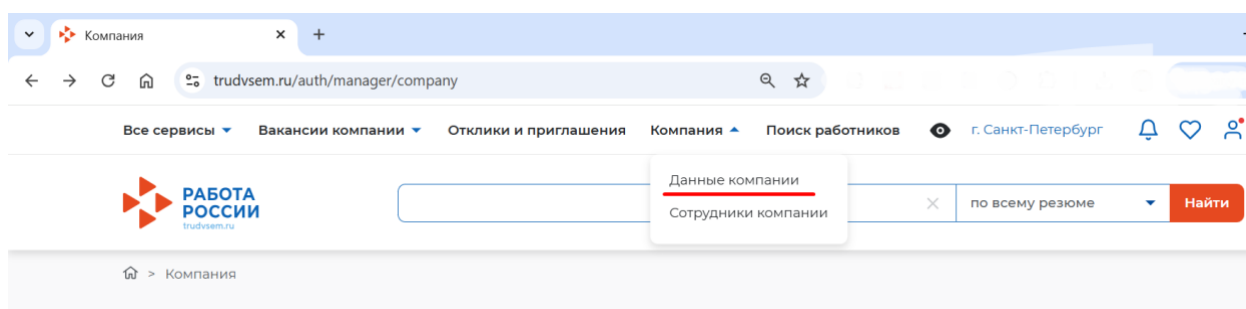 Компания
trudvsem.ru/auth/manager/company
Все сервисы Вакансии компании Отклики и приглашения Компания Поиск работников г. Санкт-Петербург
Данные компании
Сотрудники компании
РАБОТА
РОССИИ
trudvsem.ru
по всему резюме Найти
Компания